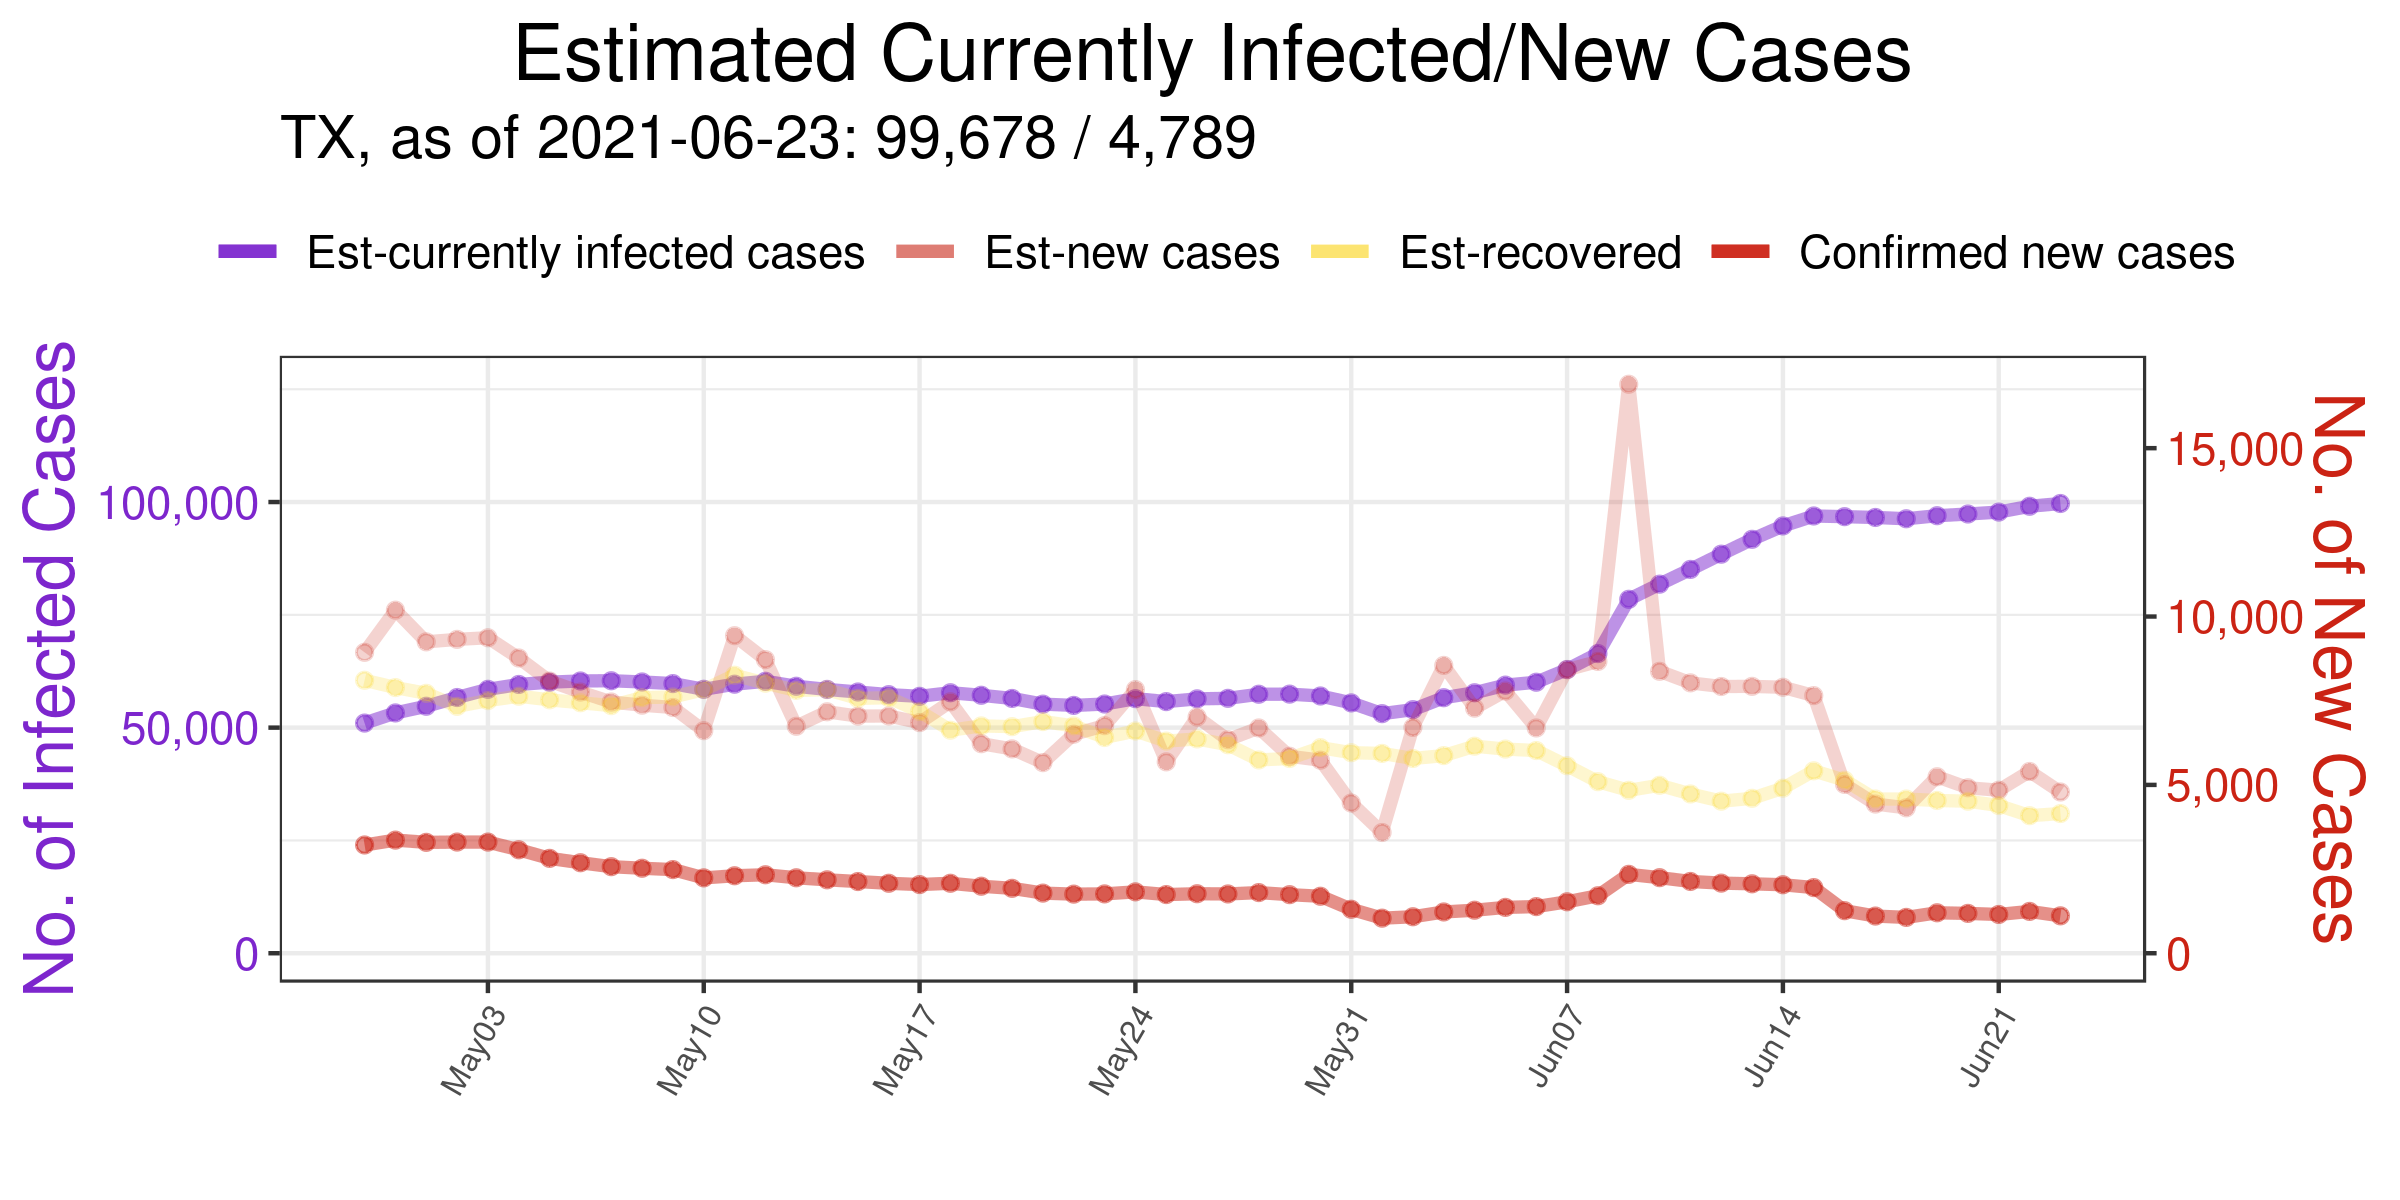 Estimated Currently Infected/New Cases
TX, as of 2021-06-23: 99,678 / 4,789
Est-currently infected cases Est-new cases Est-recovered Confirmed new cases
No. of Infected Cases
100,000
50,000
0
15,000
10,000
5,000
0
No. of New Cases
May03 May10 May17 May24 May31 Jun07 Jun14 Jun21